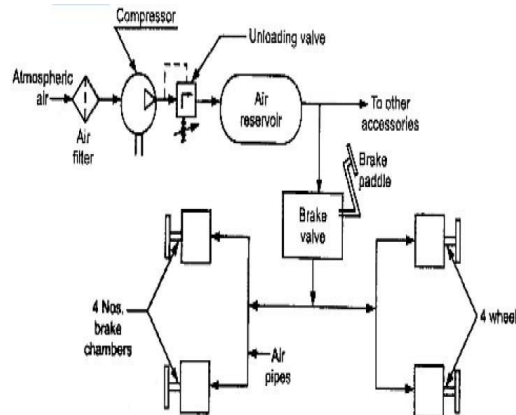 Compressor
Unloading valve
Atmospheric
air
Air
filter
Air
reservoir
To other
accessories
Brake
paddle
Brake
valve
4 Nos.
brake
chambers
Air
pipes
4 wheel